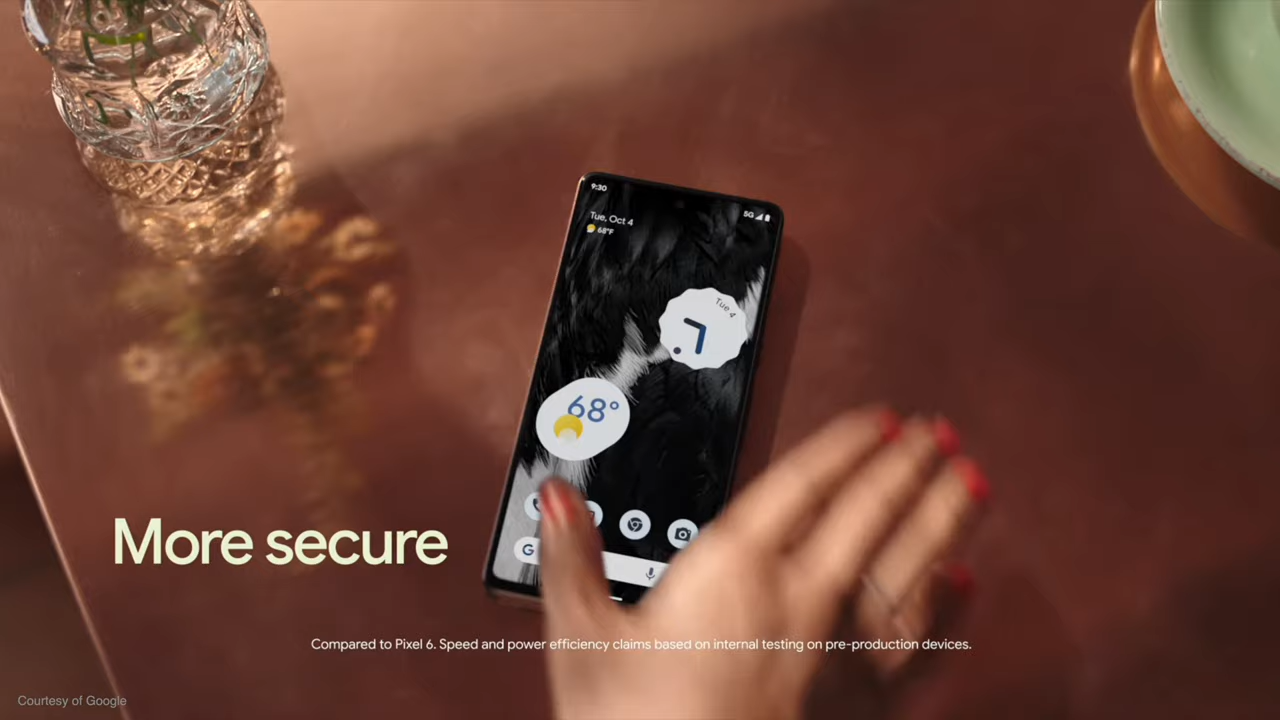 9:30
5G
Tue, Oct 4
68°F
Tue 4
68°
G
More secure
Compared to Pixel 6. Speed and power efficiency claims based on internal testing on pre-production devices.
Courtesy of Google